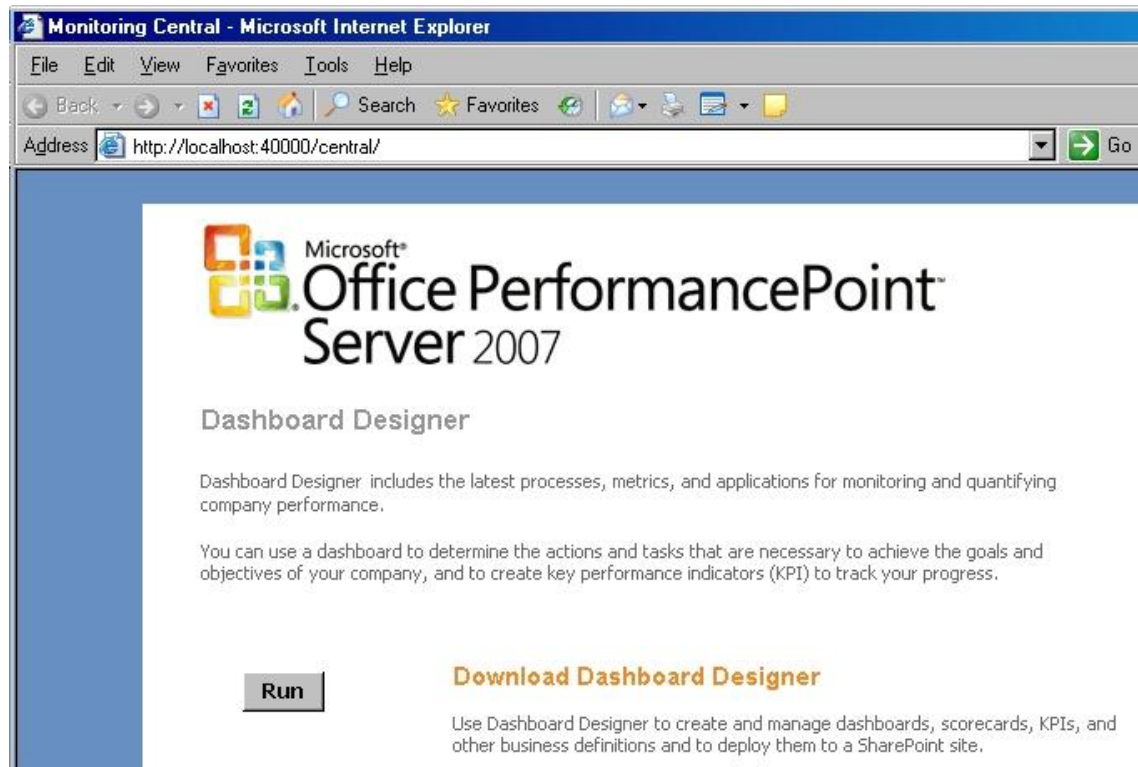 Monitoring Central - Microsoft Internet Explorer
File Edit View Favorites Tools Help
Back Search Favorites
Address http://localhost:40000/central/ Go
Microsoft®
Office PerformancePoint™
Server 2007
Dashboard Designer
Dashboard Designer includes the latest processes, metrics, and applications for monitoring and quantifying
company performance.
You can use a dashboard to determine the actions and tasks that are necessary to achieve the goals and
objectives of your company, and to create key performance indicators (KPI) to track your progress.
Run
Download Dashboard Designer
Use Dashboard Designer to create and manage dashboards, scorecards, KPIs, and
other business definitions and to deploy them to a SharePoint site.